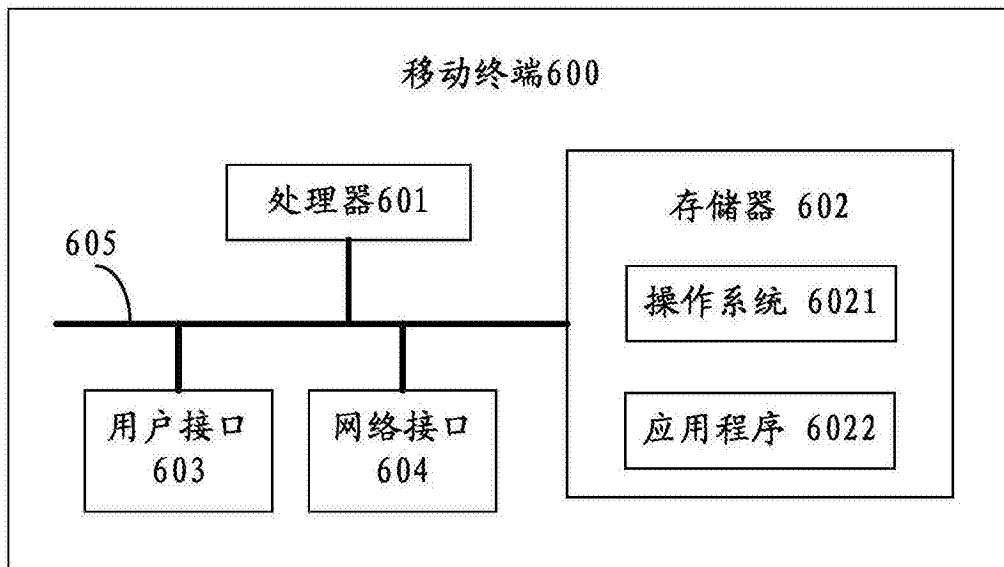 移动终端600
处理器601
存储器 602
605
操作系统 6021
用户接口
603
网络接口
604
应用程序 6022